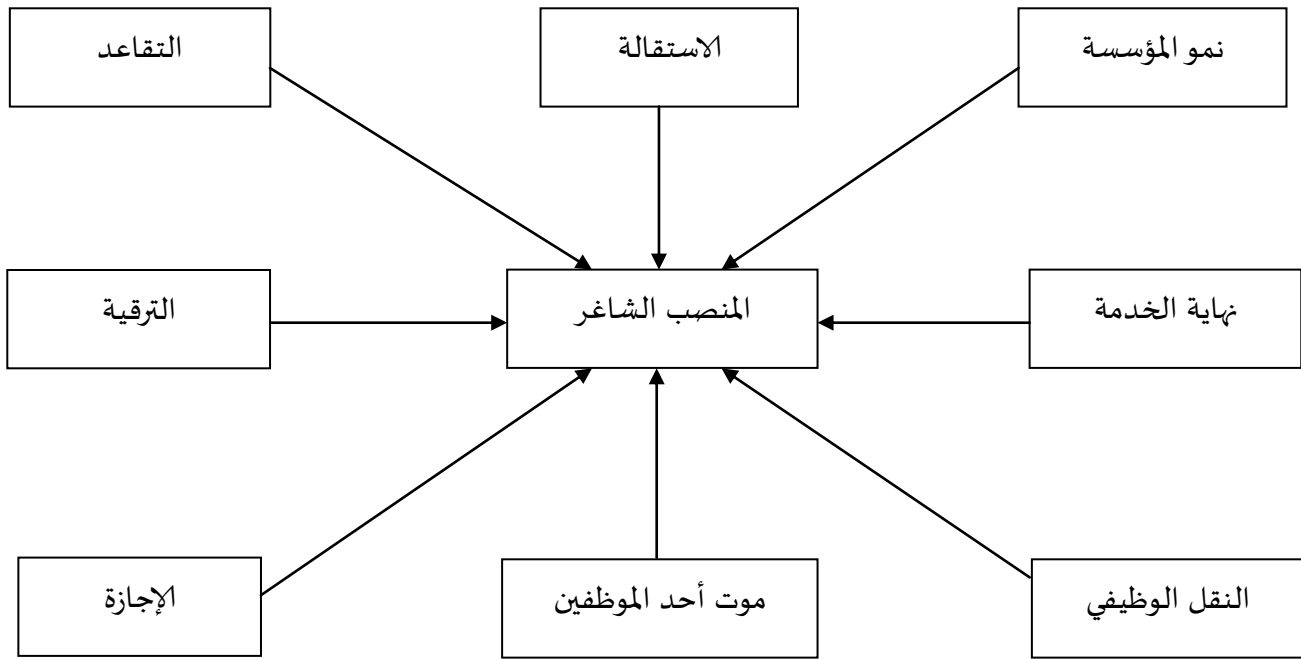 نمو المؤسسة
الاستقالة
التقاعد
نهاية الخدمة
المنصب الشاغر
الترقية
النقل الوظيفي
موت أحد الموظفين
الإجازة